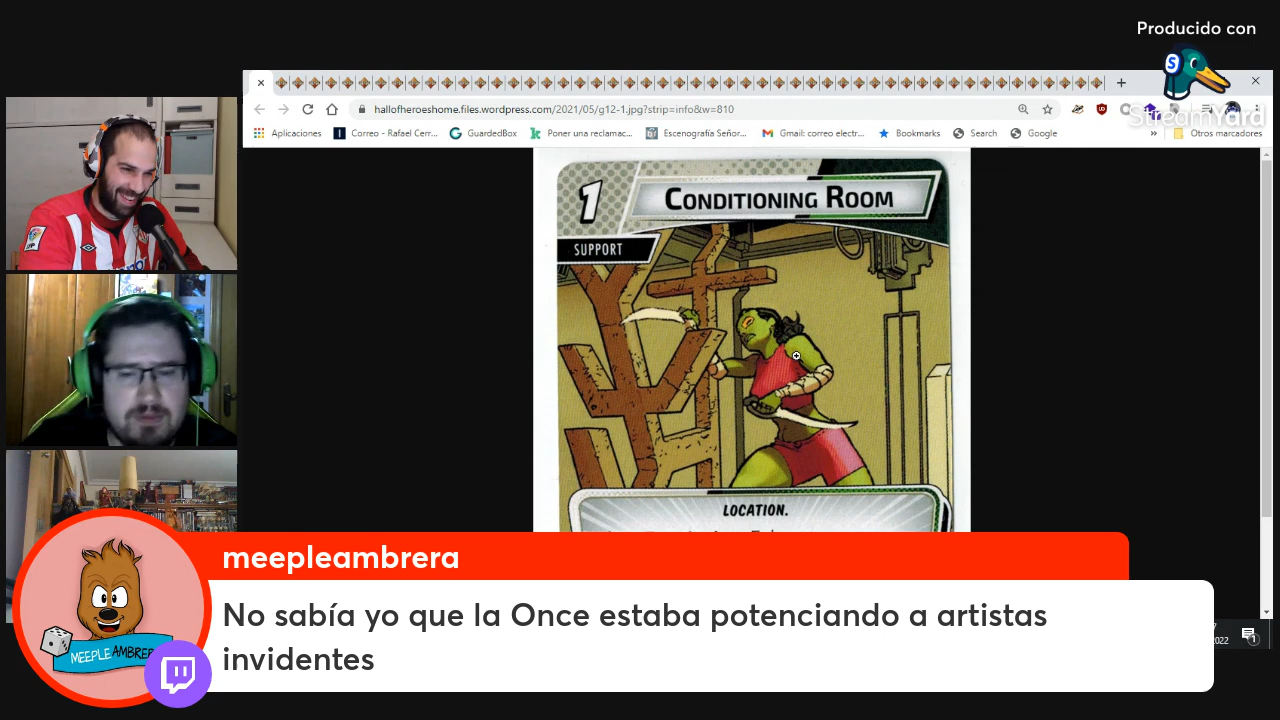 Producido con
StreamYard
hallofheroeshome.files.wordpress.com/2021/05/g12-1.jpg?strip=info&w=810
Aplicaciones
Correo - Rafael Cerr...
GuardedBox
Poner una reclamac...
Escenografía Señor...
Gmail: correo electr...
Bookmarks
Search
Google
»
Otros marcadores
1
CONDITIONING ROOM
SUPPORT
LOCATION.
meepleambrera
No sabía yo que la Once estaba potenciando a artistas
invidentes
MEEPLE AMBRERA
2022